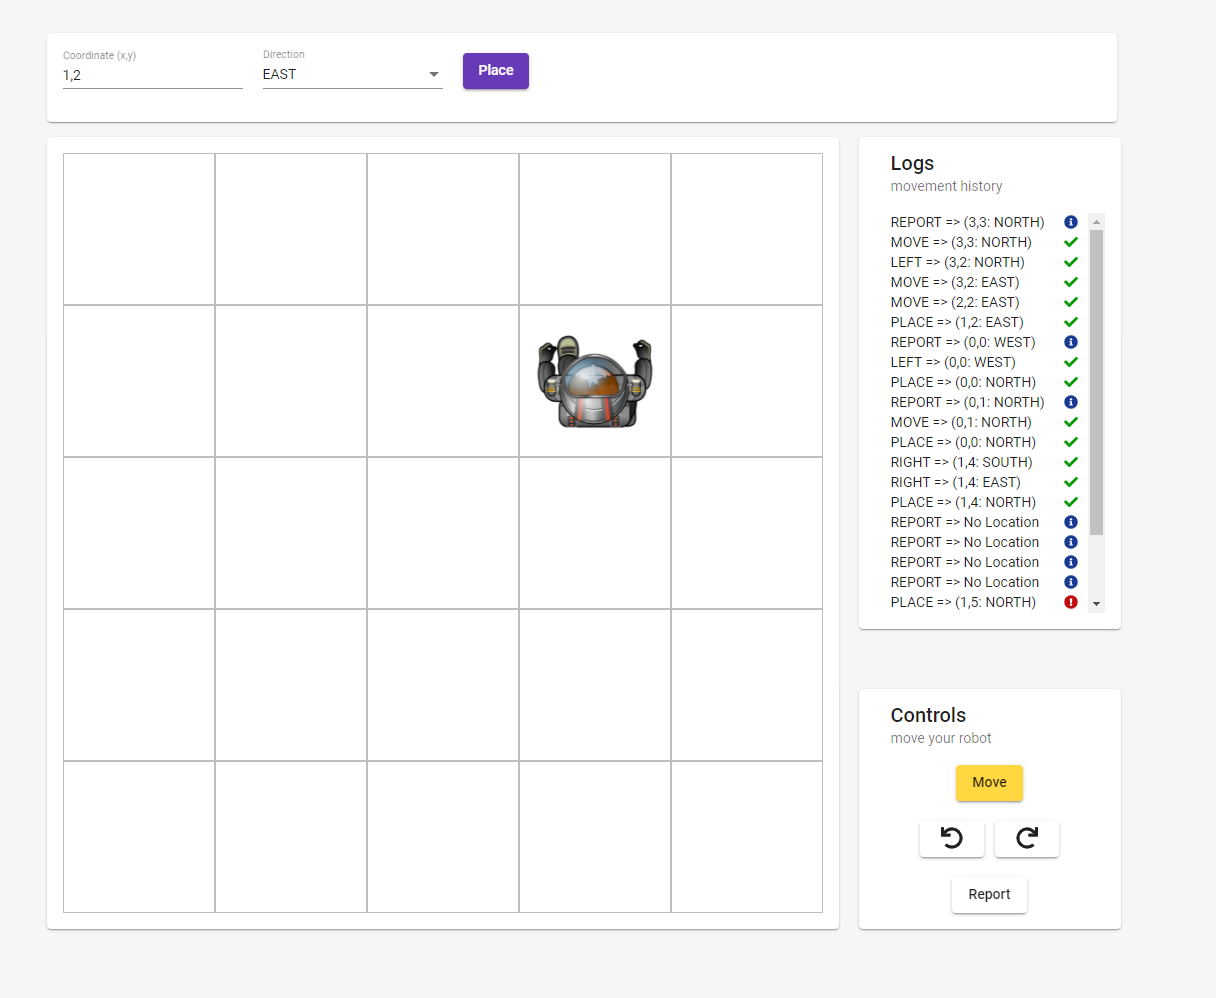 Coordinate (x,y)
1,2
Direction
EAST
Place
Logs
movement history
REPORT => (3,3: NORTH)
MOVE => (3,3: NORTH)
LEFT => (3,2: NORTH)
MOVE => (3,2: EAST)
MOVE => (2,2: EAST)
PLACE => (1,2: EAST)
REPORT => (0,0: WEST)
LEFT => (0,0: WEST)
PLACE => (0,0: NORTH)
REPORT => (0,1: NORTH)
MOVE => (0,1: NORTH)
PLACE => (0,0: NORTH)
RIGHT => (1,4: SOUTH)
RIGHT => (1,4: EAST)
PLACE => (1,4: NORTH)
REPORT => No Location
REPORT => No Location
REPORT => No Location
REPORT => No Location
PLACE => (1,5: NORTH)
Controls
move your robot
Move
Report